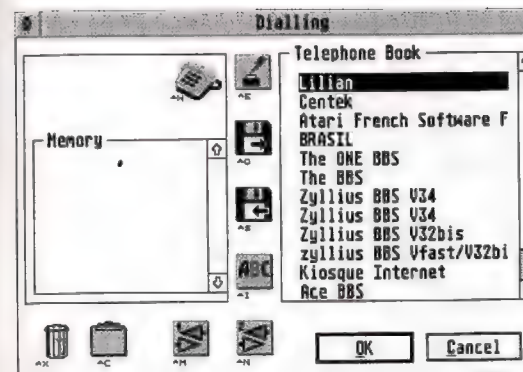 Dialling
^W
Memory
^E
^O
^S
ABC
^I
Telephone Book
Lilian
Centek
Atari French Software F
BRASIL
The ONE BBS
The BBS
Zyllius BBS V34
Zyllius BBS V34
Zyllius BBS V32bis
zyllius BBS Vfast/V32bi
Kiosque Internet
Ace BBS
^X
^C
^M
^N
OK
Cancel